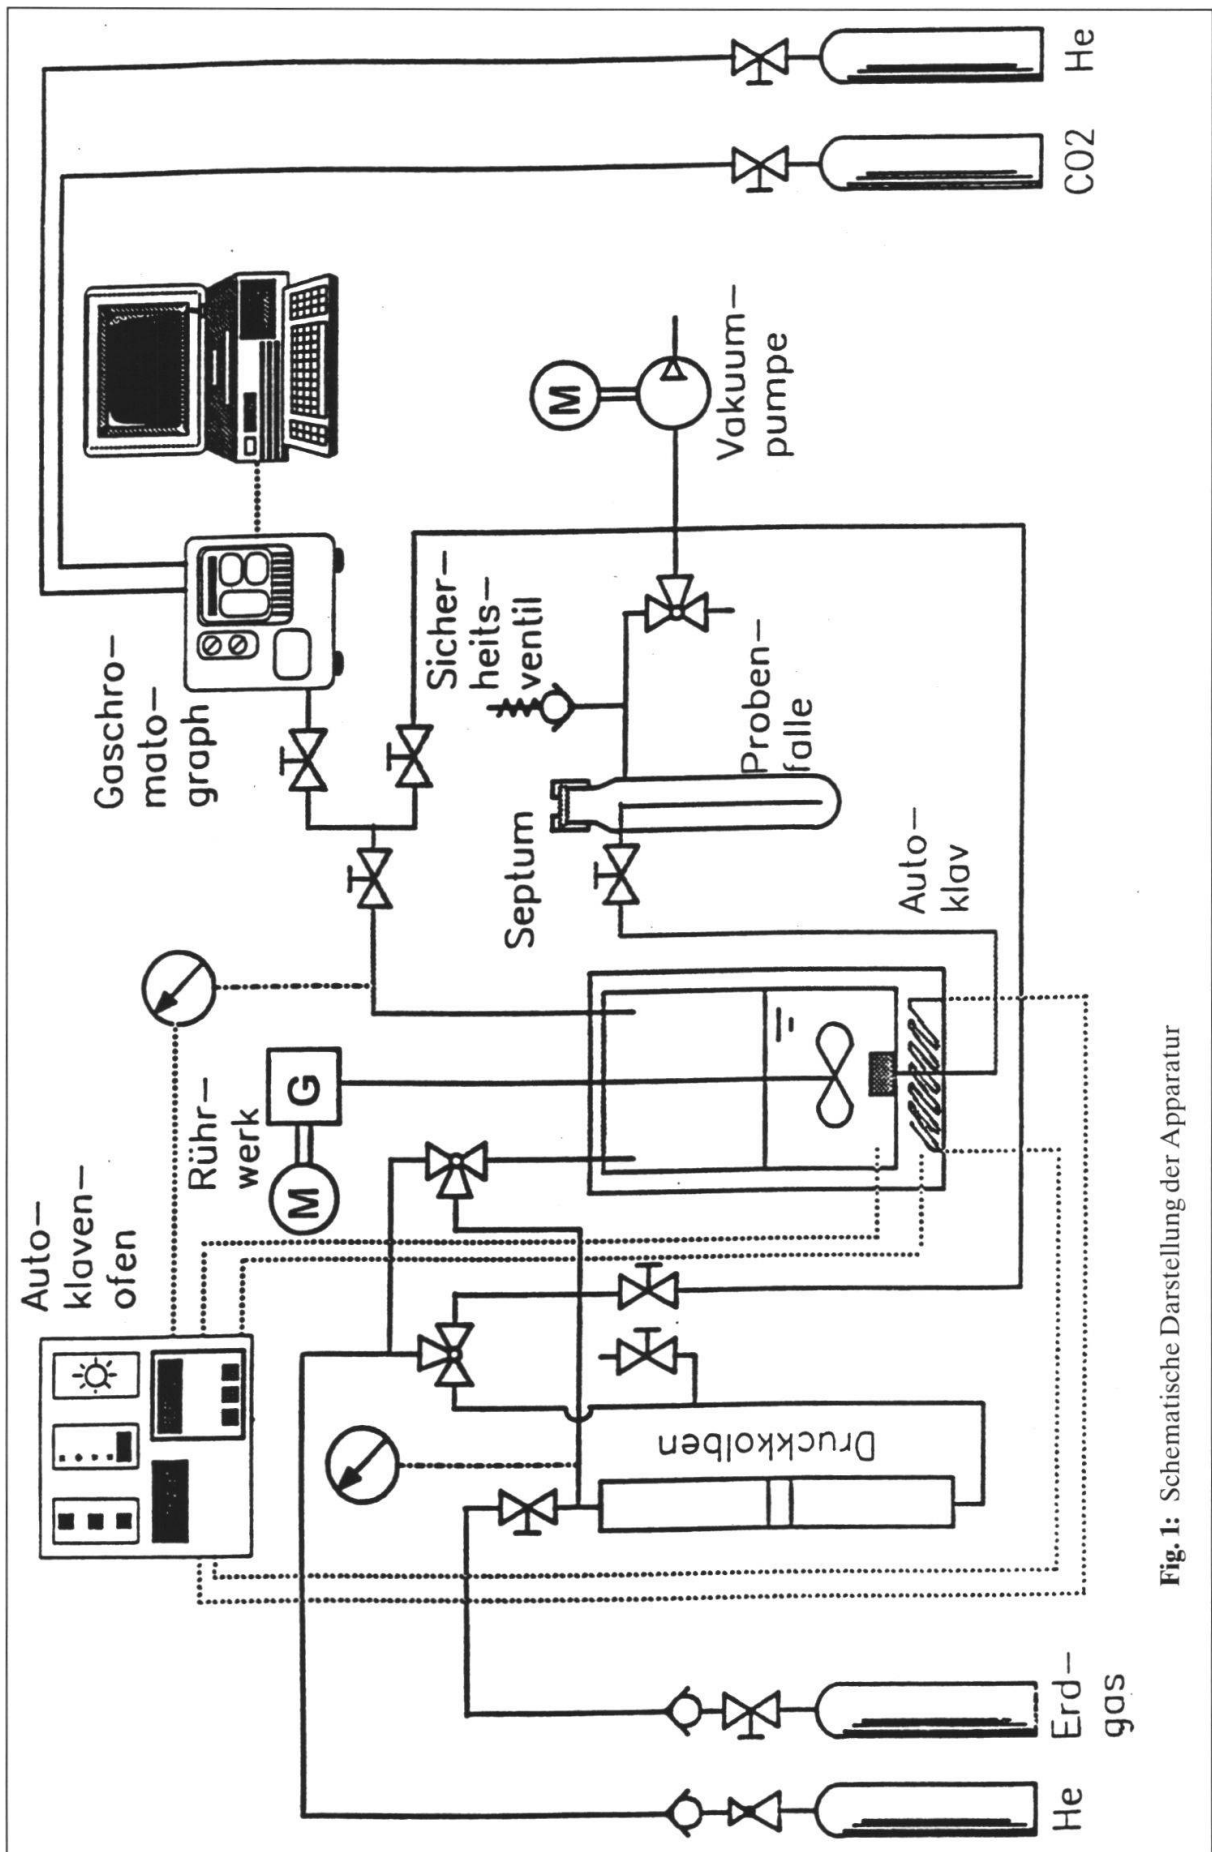 Auto-
klaven-
ofen
Rühr-
werk
M
G
Gaschro-
mato-
graph
Sicher-
heits-
ventil
Septum
M
Vakuum-
pumpe
Proben-
falle
Auto-
klav
Druckkolben
He
Erd-
gas
CO2
He
Fig. 1: Schematische Darstellung der Apparatur